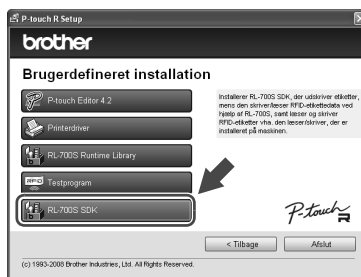 P-touch R Setup
brother
Brugerdefineret installation
P-touch Editor 4.2
Printerdriver
RL-700S Runtime Library
RFID
Testprogram
RL-700S SDK
Installerer RL-700S SDK, der udskriver etiketter,
mens den skriver/læser RFID-etikettedata ved
hjælp af RL-700S, samt læser og skriver
RFID-etiketter vha. den læser/skriver, der er
installeret på maskinen.
P-touch
R
< Tilbage
Afslut
(c) 1993-2008 Brother Industries, Ltd. All Rights Reserved.